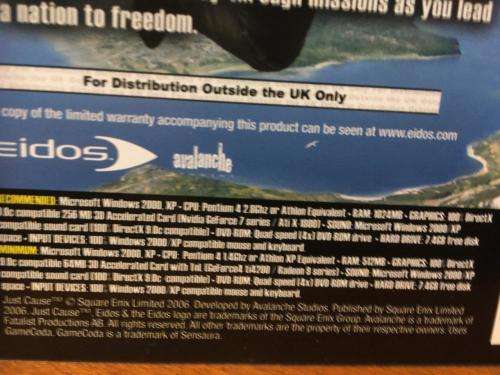 ugh missions as you lead
a nation to freedom.
For Distribution Outside the UK Only
copy of the limited warranty accompanying this product can be seen at www.eidos.com
eidos
avalanche
COMMENDED: Microsoft Windows 2000, XP - CPU: Pentium 4 2.8Ghz or Athlon Equivalent - RAM: 1024MB - GRAPHICS: 100% DirectX
9.0c compatible 256 MB 3D Accelerated Card (Nvidia GeForce 7 series / Ati X 1800) - SOUND: Microsoft Windows 2000, XP
compatible sound card (100% DirectX 9.0c compatible) - DVD ROM: Quad speed DVD ROM drive - HARD DRIVE: 7.4GB free disk
space - INPUT DEVICES: 100% Windows 2000/XP compatible mouse and keyboard.
MINIMUM: Microsoft Windows 2000, XP - CPU: Pentium 4 1.4Ghz or Athlon XP Equivalent - RAM: 512MB - GRAPHICS: 100% DirectX
9.0c compatible 64MB 3D Accelerated Card with TnL (GeForce3 ti4200 / Radeon 9 series) - SOUND: Microsoft Windows 2000, XP
compatible sound card (100% DirectX 9.0c compatible) - DVD-ROM: Quad Speed (4x) DVD ROM drive - HARD DRIVE: 7.4GB free disk
space - INPUT DEVICES: 100% Windows 2000/XP compatible mouse and keyboard.
Just Cause™ © Square Enix Limited 2006. Developed by Avalanche Studios. Published by Square Enix Limited
2006. Just Cause™, Eidos & the Eidos logo are trademarks of the Square Enix Group. Avalanche is a trademark of
Fatalist Productions AB. All rights reserved. All other trademarks are the property of their respective owners. Uses
GameCoda. GameCoda is a trademark of Sensaura.